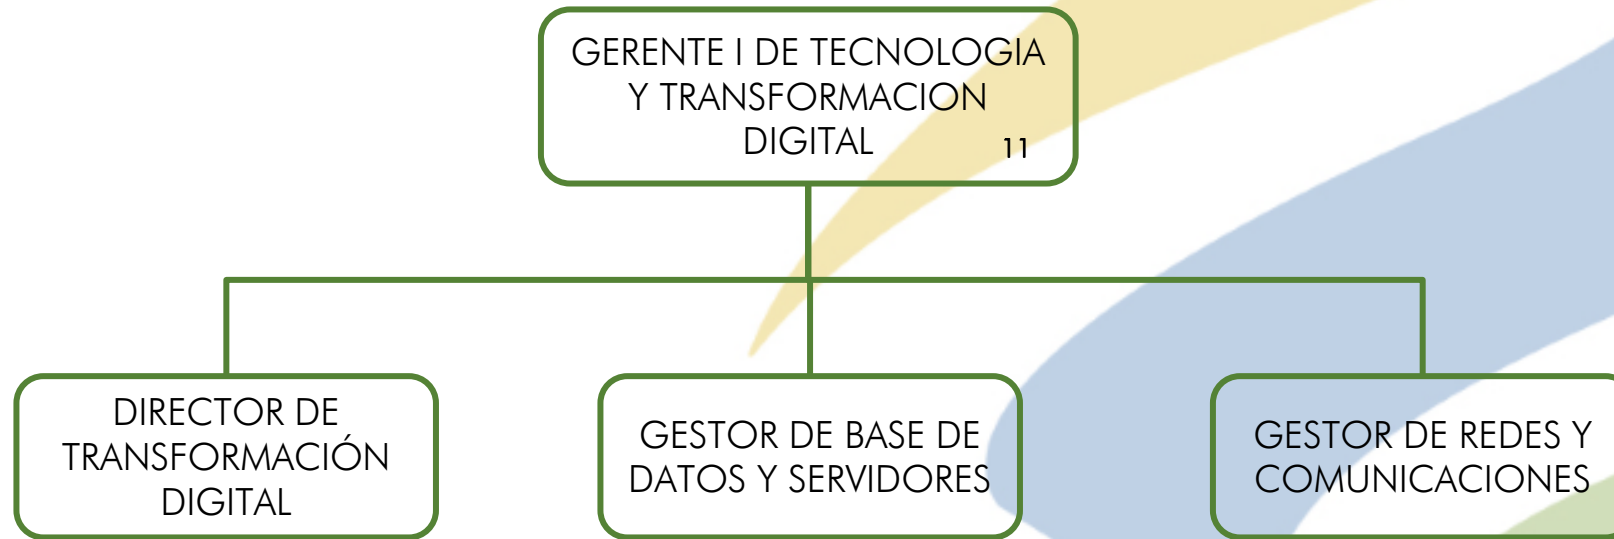 GERENTE I DE TECNOLOGIA
Y TRANSFORMACION
DIGITAL 11
DIRECTOR DE
TRANSFORMACIÓN
DIGITAL
GESTOR DE BASE DE
DATOS Y SERVIDORES
GESTOR DE REDES Y
COMUNICACIONES